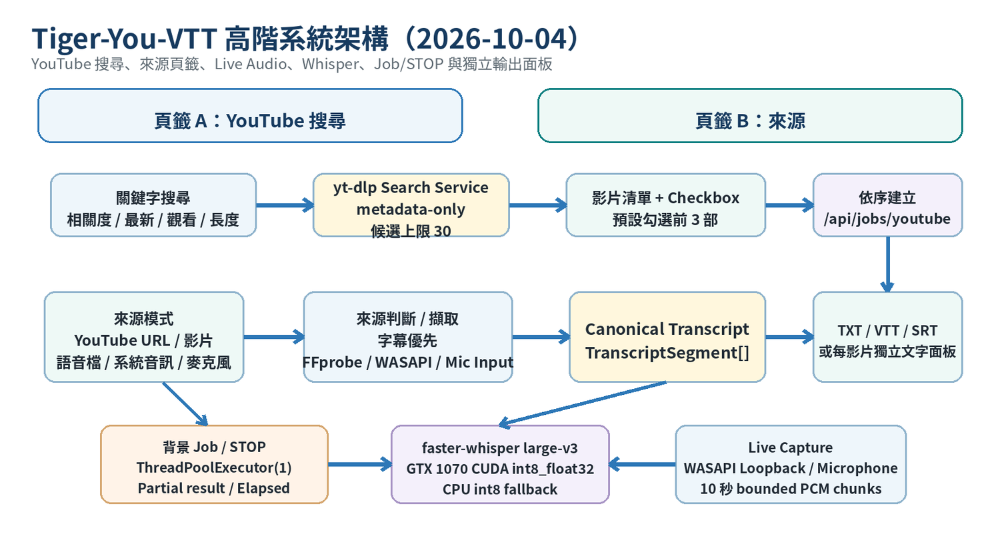 Tiger-You-VTT 高階系統架構（2026-10-04）
YouTube 搜尋、來源頁籤、Live Audio、Whisper、Job/STOP 與獨立輸出面板
頁籤 A：YouTube 搜尋
頁籤 B：來源
關鍵字搜尋
相關度 / 最新 / 觀看 / 長度
yt-dlp Search Service
metadata-only
候選上限 30
影片清單 + Checkbox
預設勾選前 3 部
依序建立
/api/jobs/youtube
來源模式
YouTube URL / 影片
語音檔 / 系統音訊 / 麥克風
來源判斷 / 擷取
字幕優先
FFprobe / WASAPI / Mic Input
Canonical Transcript
TranscriptSegment[]
TXT / VTT / SRT
或每影片獨立文字面板
背景 Job / STOP
ThreadPoolExecutor(1)
Partial result / Elapsed
faster-whisper large-v3
GTX 1070 CUDA int8_float32
CPU int8 fallback
Live Capture
WASAPI Loopback / Microphone
10 秒 bounded PCM chunks